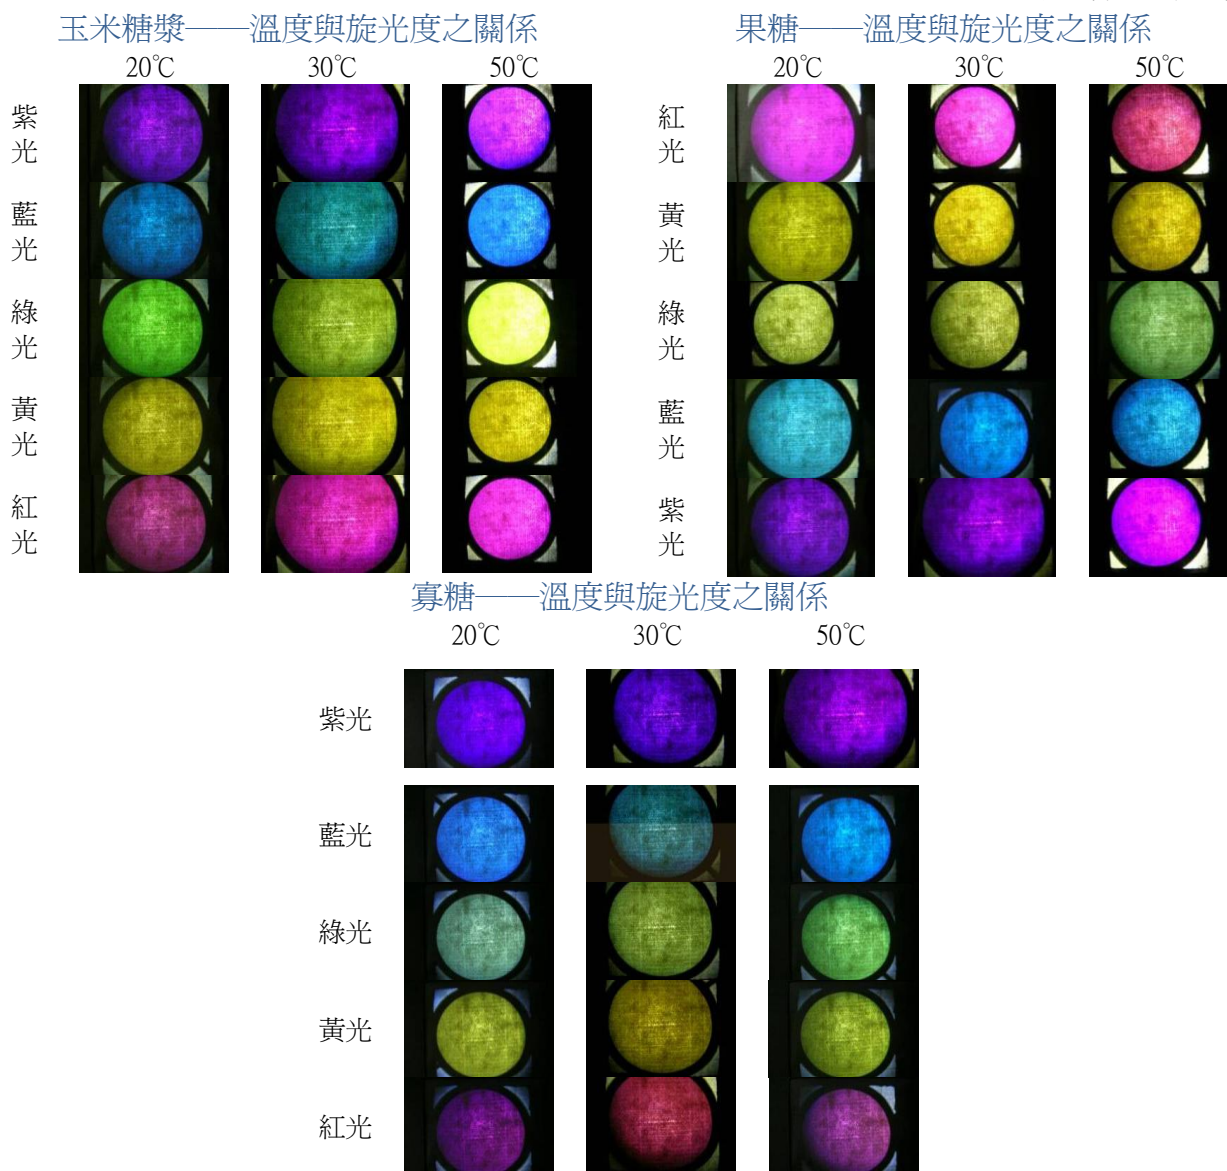 玉米糖漿——溫度與旋光度之關係
20℃ 30℃ 50℃
紫光
藍光
綠光
黃光
紅光
果糖——溫度與旋光度之關係
20℃ 30℃ 50℃
紅光
黃光
綠光
藍光
紫光
寡糖——溫度與旋光度之關係
20℃ 30℃ 50℃
紫光
藍光
綠光
黃光
紅光